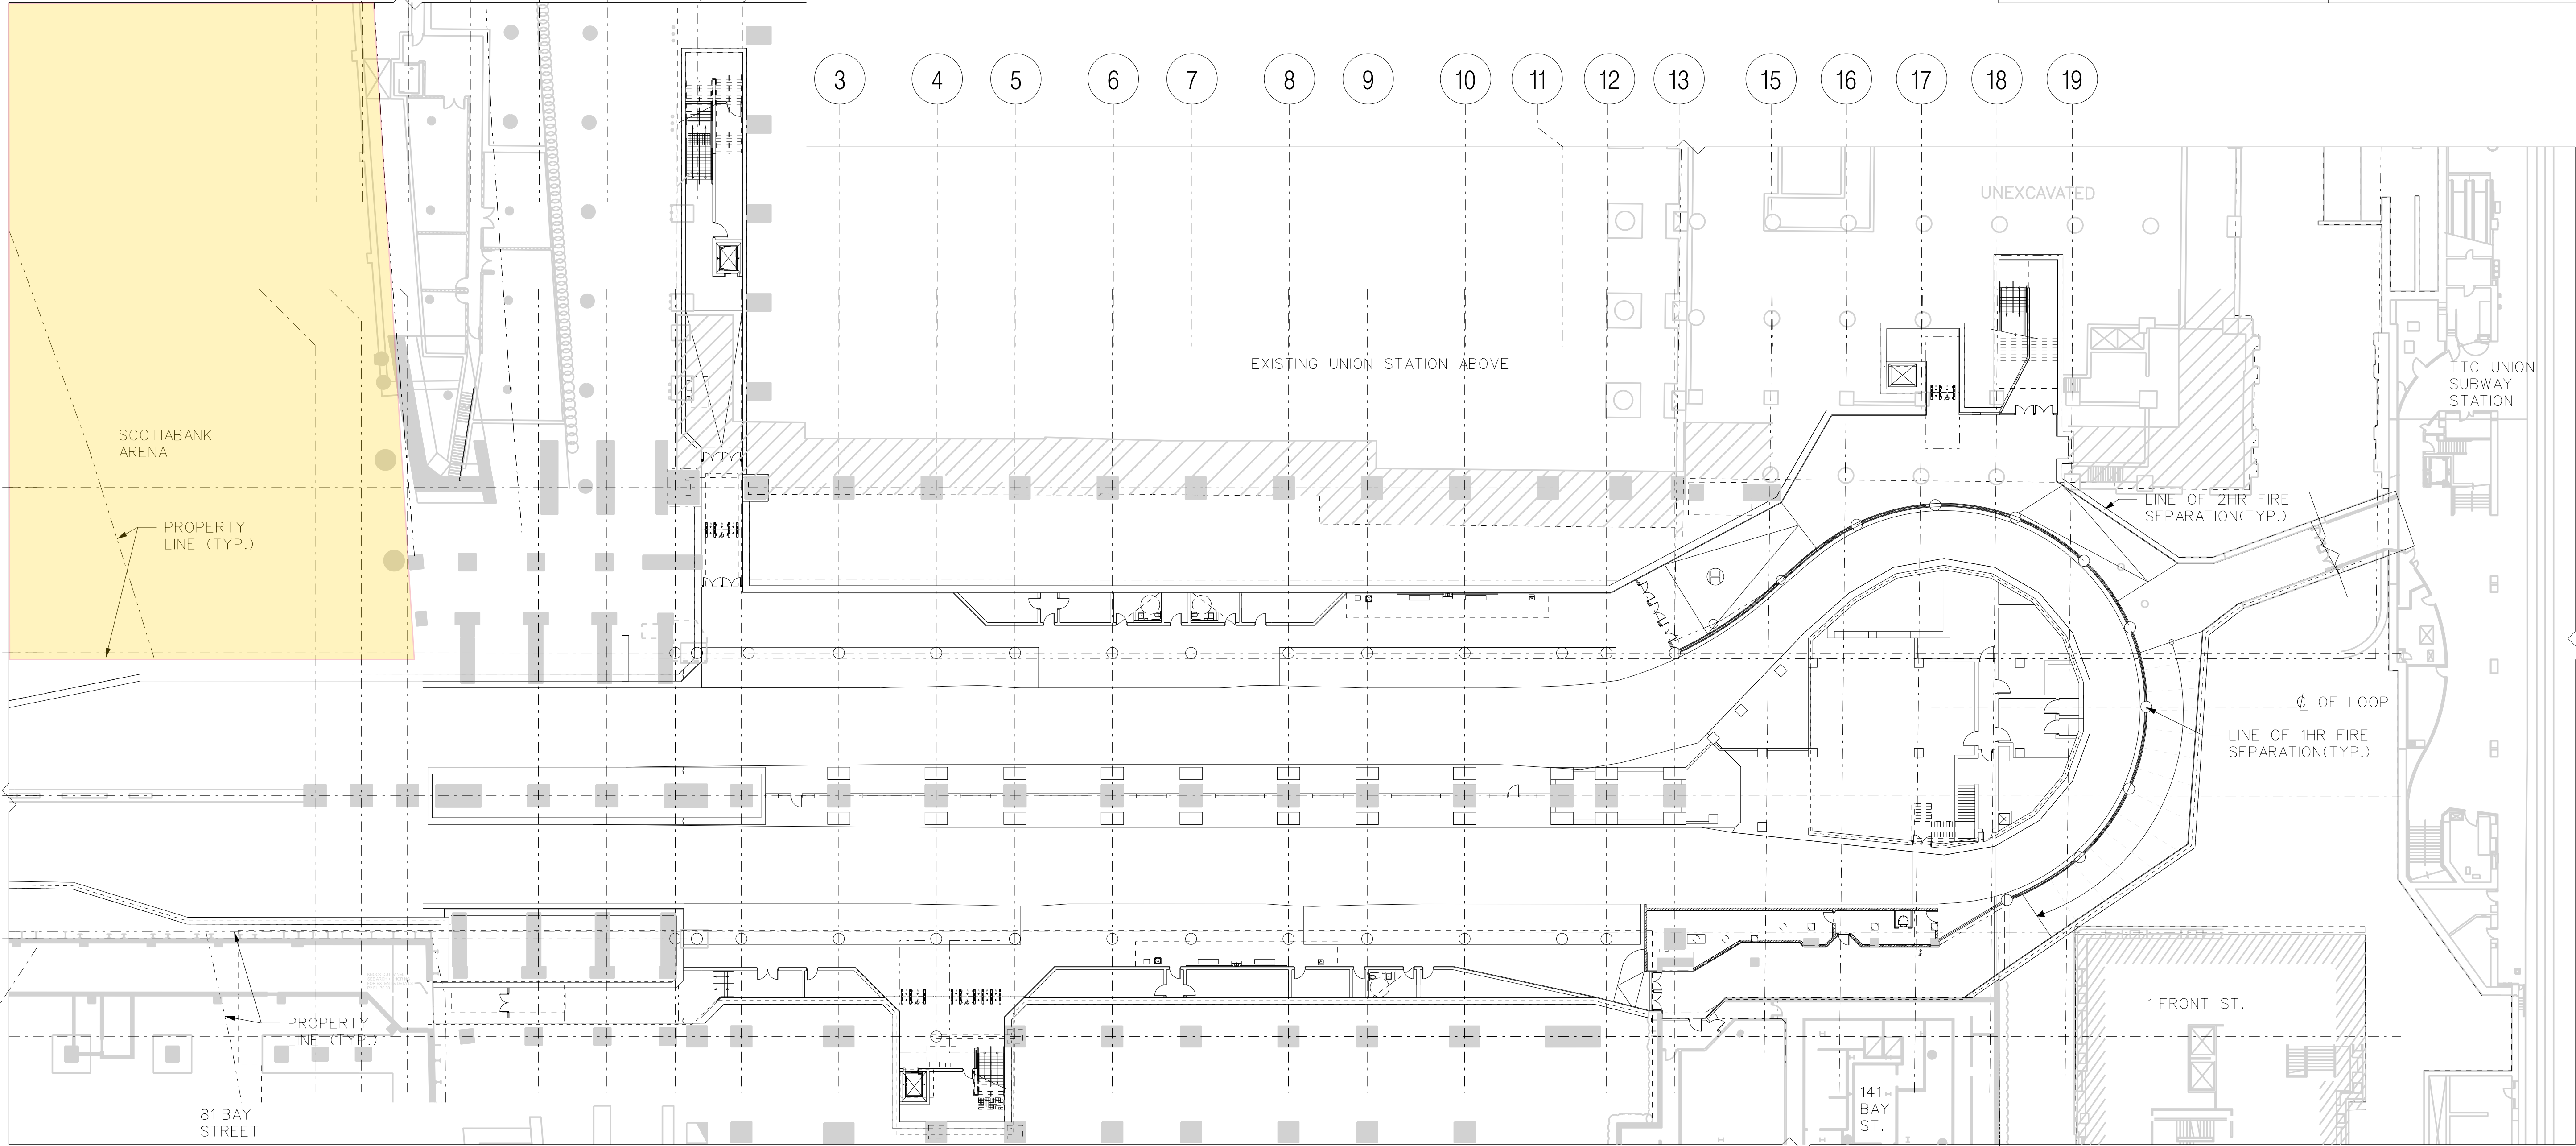 3
4
5
6
7
8
9
10
11
12
13
15
16
17
18
19
UNEXCAVATED
EXISTING UNION STATION ABOVE
TTC UNION
SUBWAY
STATION
SCOTIABANK
ARENA
PROPERTY
LINE (TYP.)
LINE OF 2HR FIRE
SEPARATION(TYP.)
H
℄ OF LOOP
LINE OF 1HR FIRE
SEPARATION(TYP.)
PROPERTY
LINE (TYP.)
1 FRONT ST.
81 BAY
STREET
141
BAY
ST.